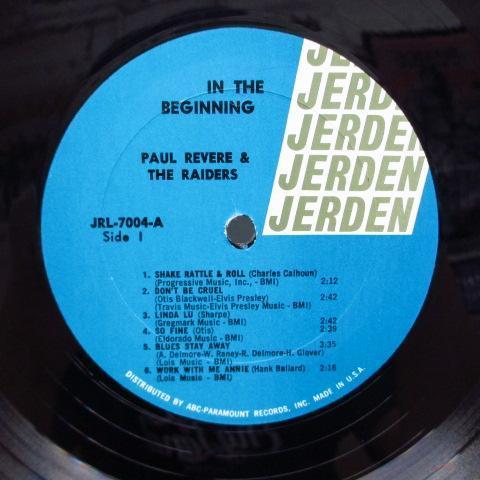 IN THE
BEGINNING
PAUL REVERE &
THE RAIDERS
JERDEN
JERDEN
JERDEN
JERDEN
JERDEN
JRL-7004-A
Side 1
1. SHAKE RATTLE & ROLL (Charles Calhoun)
(Progressive Music, Inc., - BMI) 2:12
2. DON'T BE CRUEL
(Otis Blackwell-Elvis Presley) 2:42
(Travis Music-Elvis Presley Music - BMI)
3. LINDA LU (Sharpe)
(Gregmark Music - BMI) 2:42
4. SO FINE (Otis) 2:39
(Eldorado Music - BMI)
5. BLUES STAY AWAY 3:35
(A. Delmore-W. Raney-R. Delmore-H. Glover)
(Lois Music - BMI)
6. WORK WITH ME ANNIE (Hank Ballard) 2:16
(Lois Music - BMI)
DISTRIBUTED BY ABC-PARAMOUNT RECORDS, INC. MADE IN U.S.A.